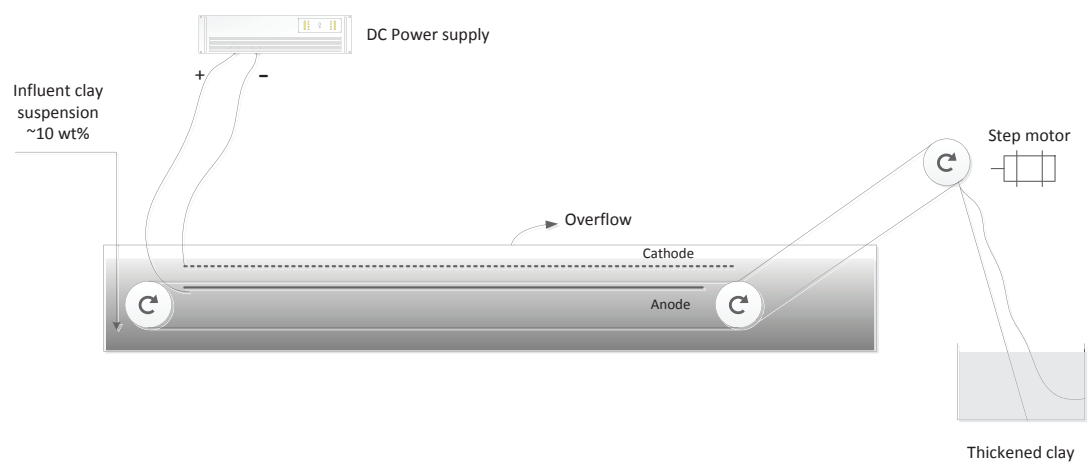 DC Power supply
+ −
Influent clay
suspension
~10 wt%
Step motor
Overflow
Cathode
Anode
Thickened clay